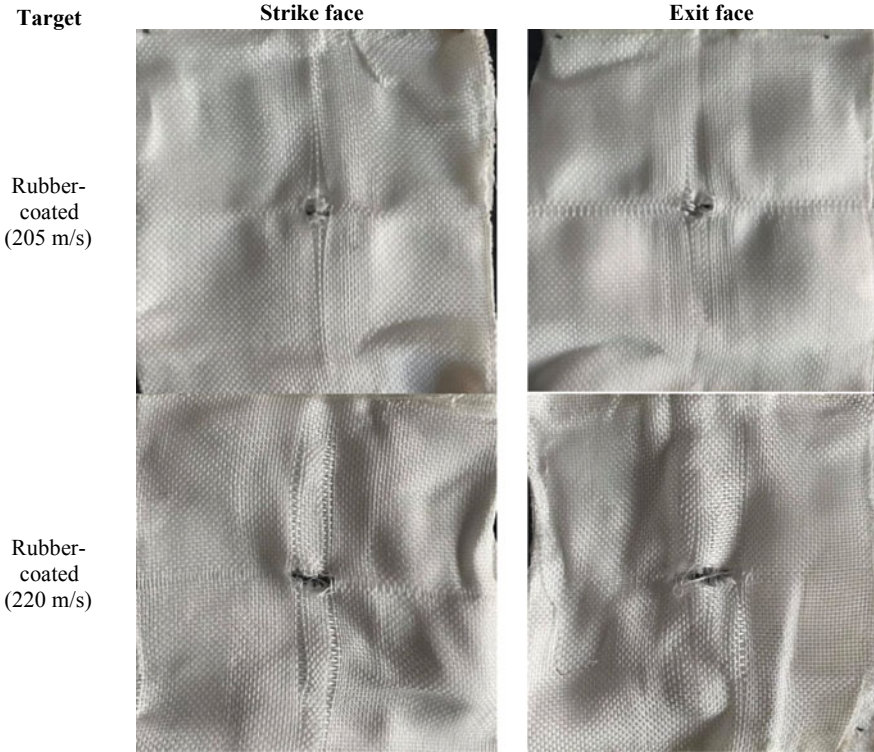 Target
Strike face
Exit face
Rubber-
coated
(205 m/s)
Rubber-
coated
(220 m/s)